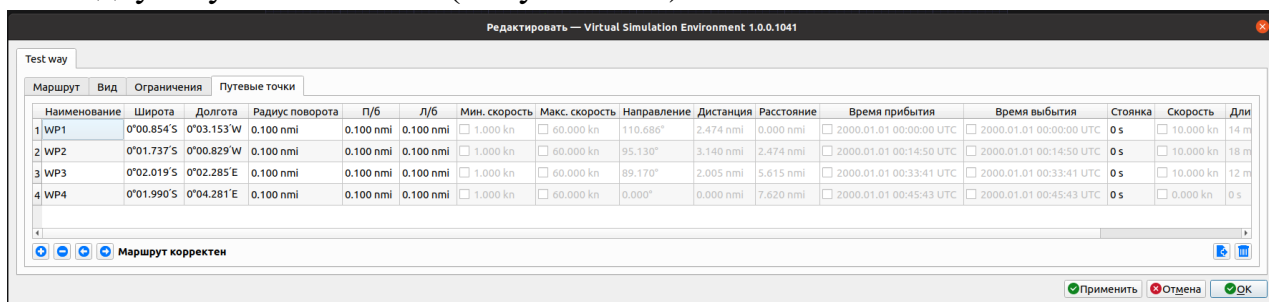 Редактировать — Virtual Simulation Environment 1.0.0.1041
Test way
Маршрут Вид Ограничения Путевые точки
Наименование Широта Долгота Радиус поворота П/б Л/б Мин. скорость Макс. скорость Направление Дистанция Расстояние Время прибытия Время выбытия Стоянка Скорость Дли
1 WP1 0°00.854′S 0°03.153′W 0.100 nmi 0.100 nmi 0.100 nmi 1.000 kn 60.000 kn 110.686° 2.474 nmi 0.000 nmi 2000.01.01 00:00:00 UTC 2000.01.01 00:00:00 UTC 0 s 10.000 kn 14 m
2 WP2 0°01.737′S 0°00.829′W 0.100 nmi 0.100 nmi 0.100 nmi 1.000 kn 60.000 kn 95.130° 3.140 nmi 2.474 nmi 2000.01.01 00:14:50 UTC 2000.01.01 00:14:50 UTC 0 s 10.000 kn 18 m
3 WP3 0°02.019′S 0°02.285′E 0.100 nmi 0.100 nmi 0.100 nmi 1.000 kn 60.000 kn 89.170° 2.005 nmi 5.615 nmi 2000.01.01 00:33:41 UTC 2000.01.01 00:33:41 UTC 0 s 10.000 kn 12 m
4 WP4 0°01.990′S 0°04.281′E 0.100 nmi 0.100 nmi 0.100 nmi 1.000 kn 60.000 kn 0.000° 0.000 nmi 7.620 nmi 2000.01.01 00:45:43 UTC 2000.01.01 00:45:43 UTC 0 s 0.000 kn 0 s
Маршрут корректен
Применить Отмена OK